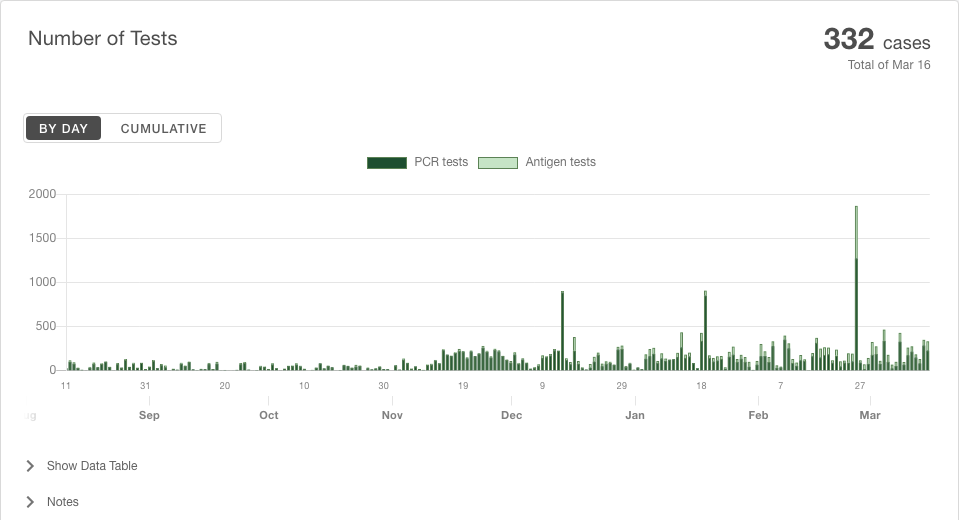 Number of Tests
332 cases
Total of Mar 16
BY DAY CUMULATIVE
PCR tests Antigen tests
2000
1500
1000
500
0
11 31 20 10 30 19 9 29 18 7 27
Sep Oct Nov Dec Jan Feb Mar
Show Data Table
Notes